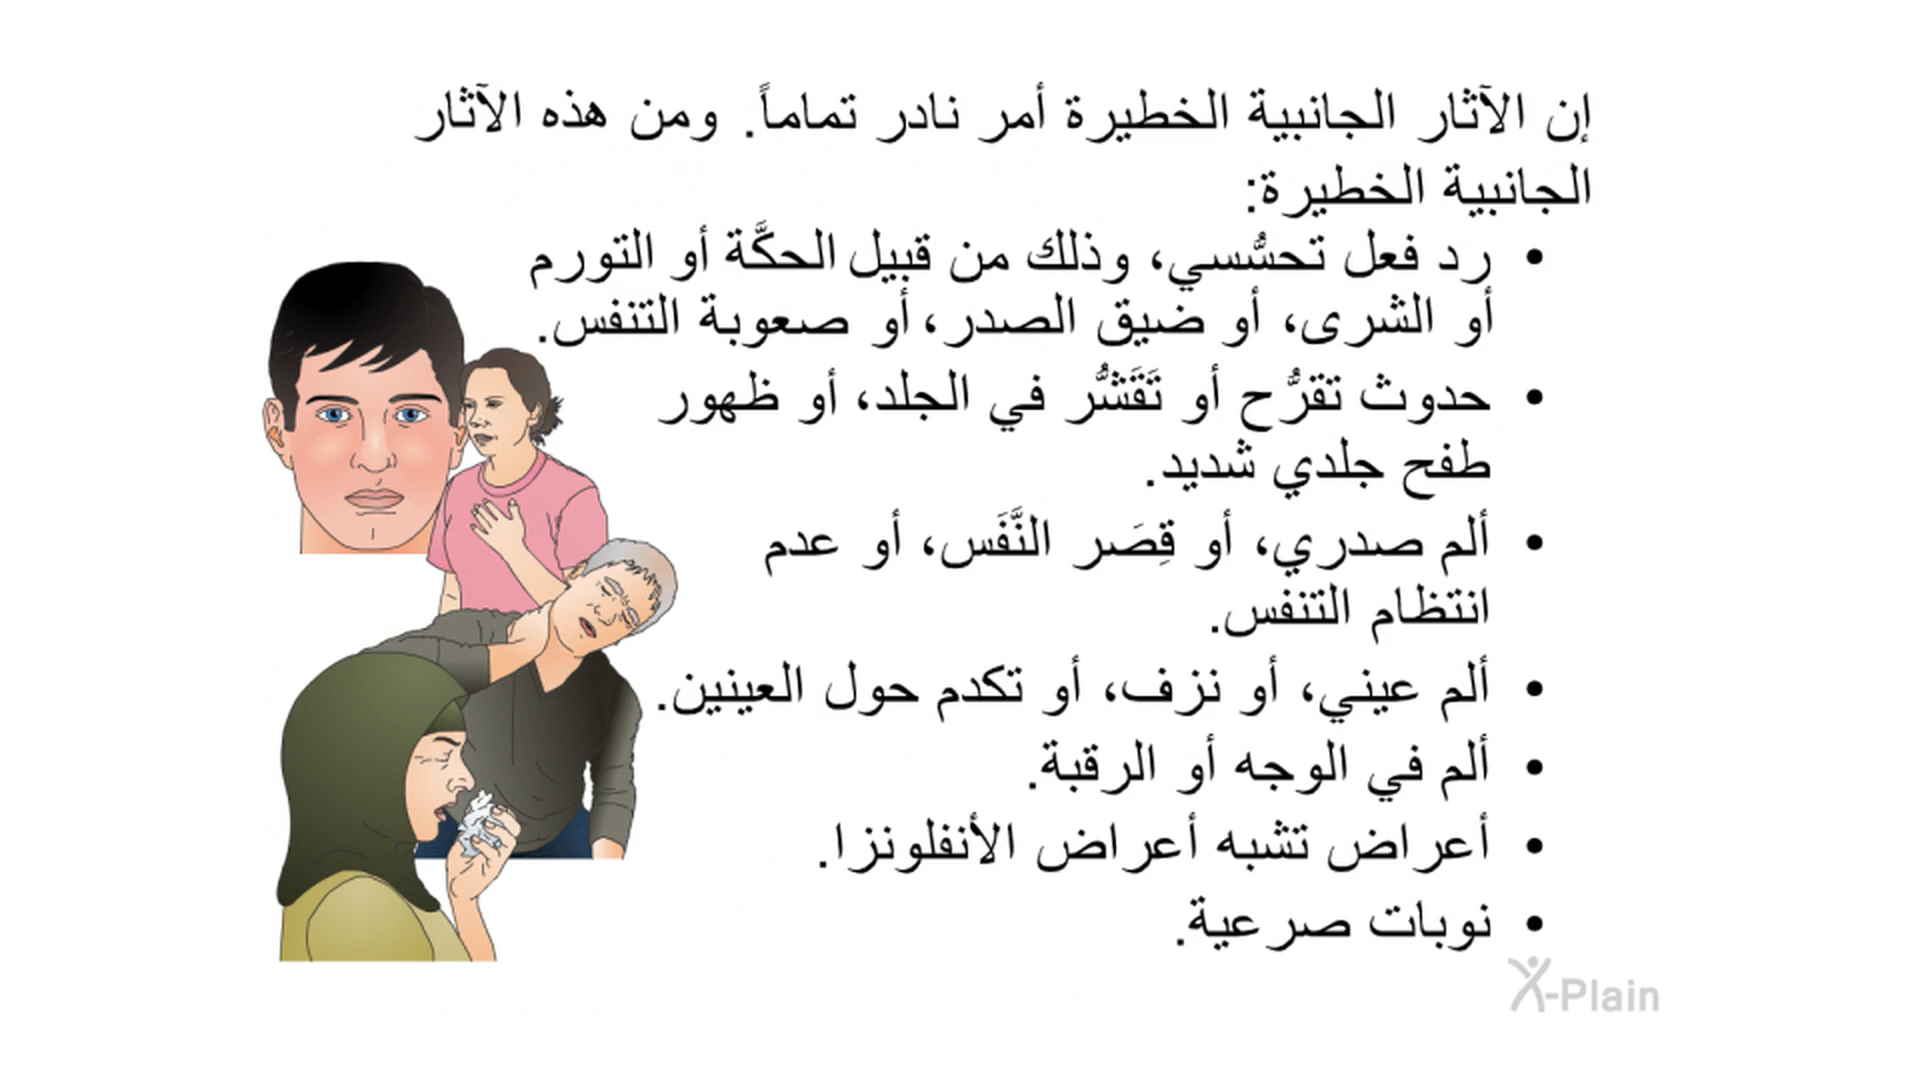 إن الآثار الجانبية الخطيرة أمر نادر تماماً. ومن هذه الآثار
الجانبية الخطيرة:
• رد فعل تحسُّسي، وذلك من قبيل الحكَّة أو التورم
أو الشرى، أو ضيق الصدر، أو صعوبة التنفس.
• حدوث تقرُّح أو تَقَشُّر في الجلد، أو ظهور
طفح جلدي شديد.
• ألم صدري، أو قِصَر النَّفَس، أو عدم
انتظام التنفس.
• ألم عيني، أو نزف، أو تكدم حول العينين.
• ألم في الوجه أو الرقبة.
• أعراض تشبه أعراض الأنفلونزا.
• نوبات صرعية.
X-Plain